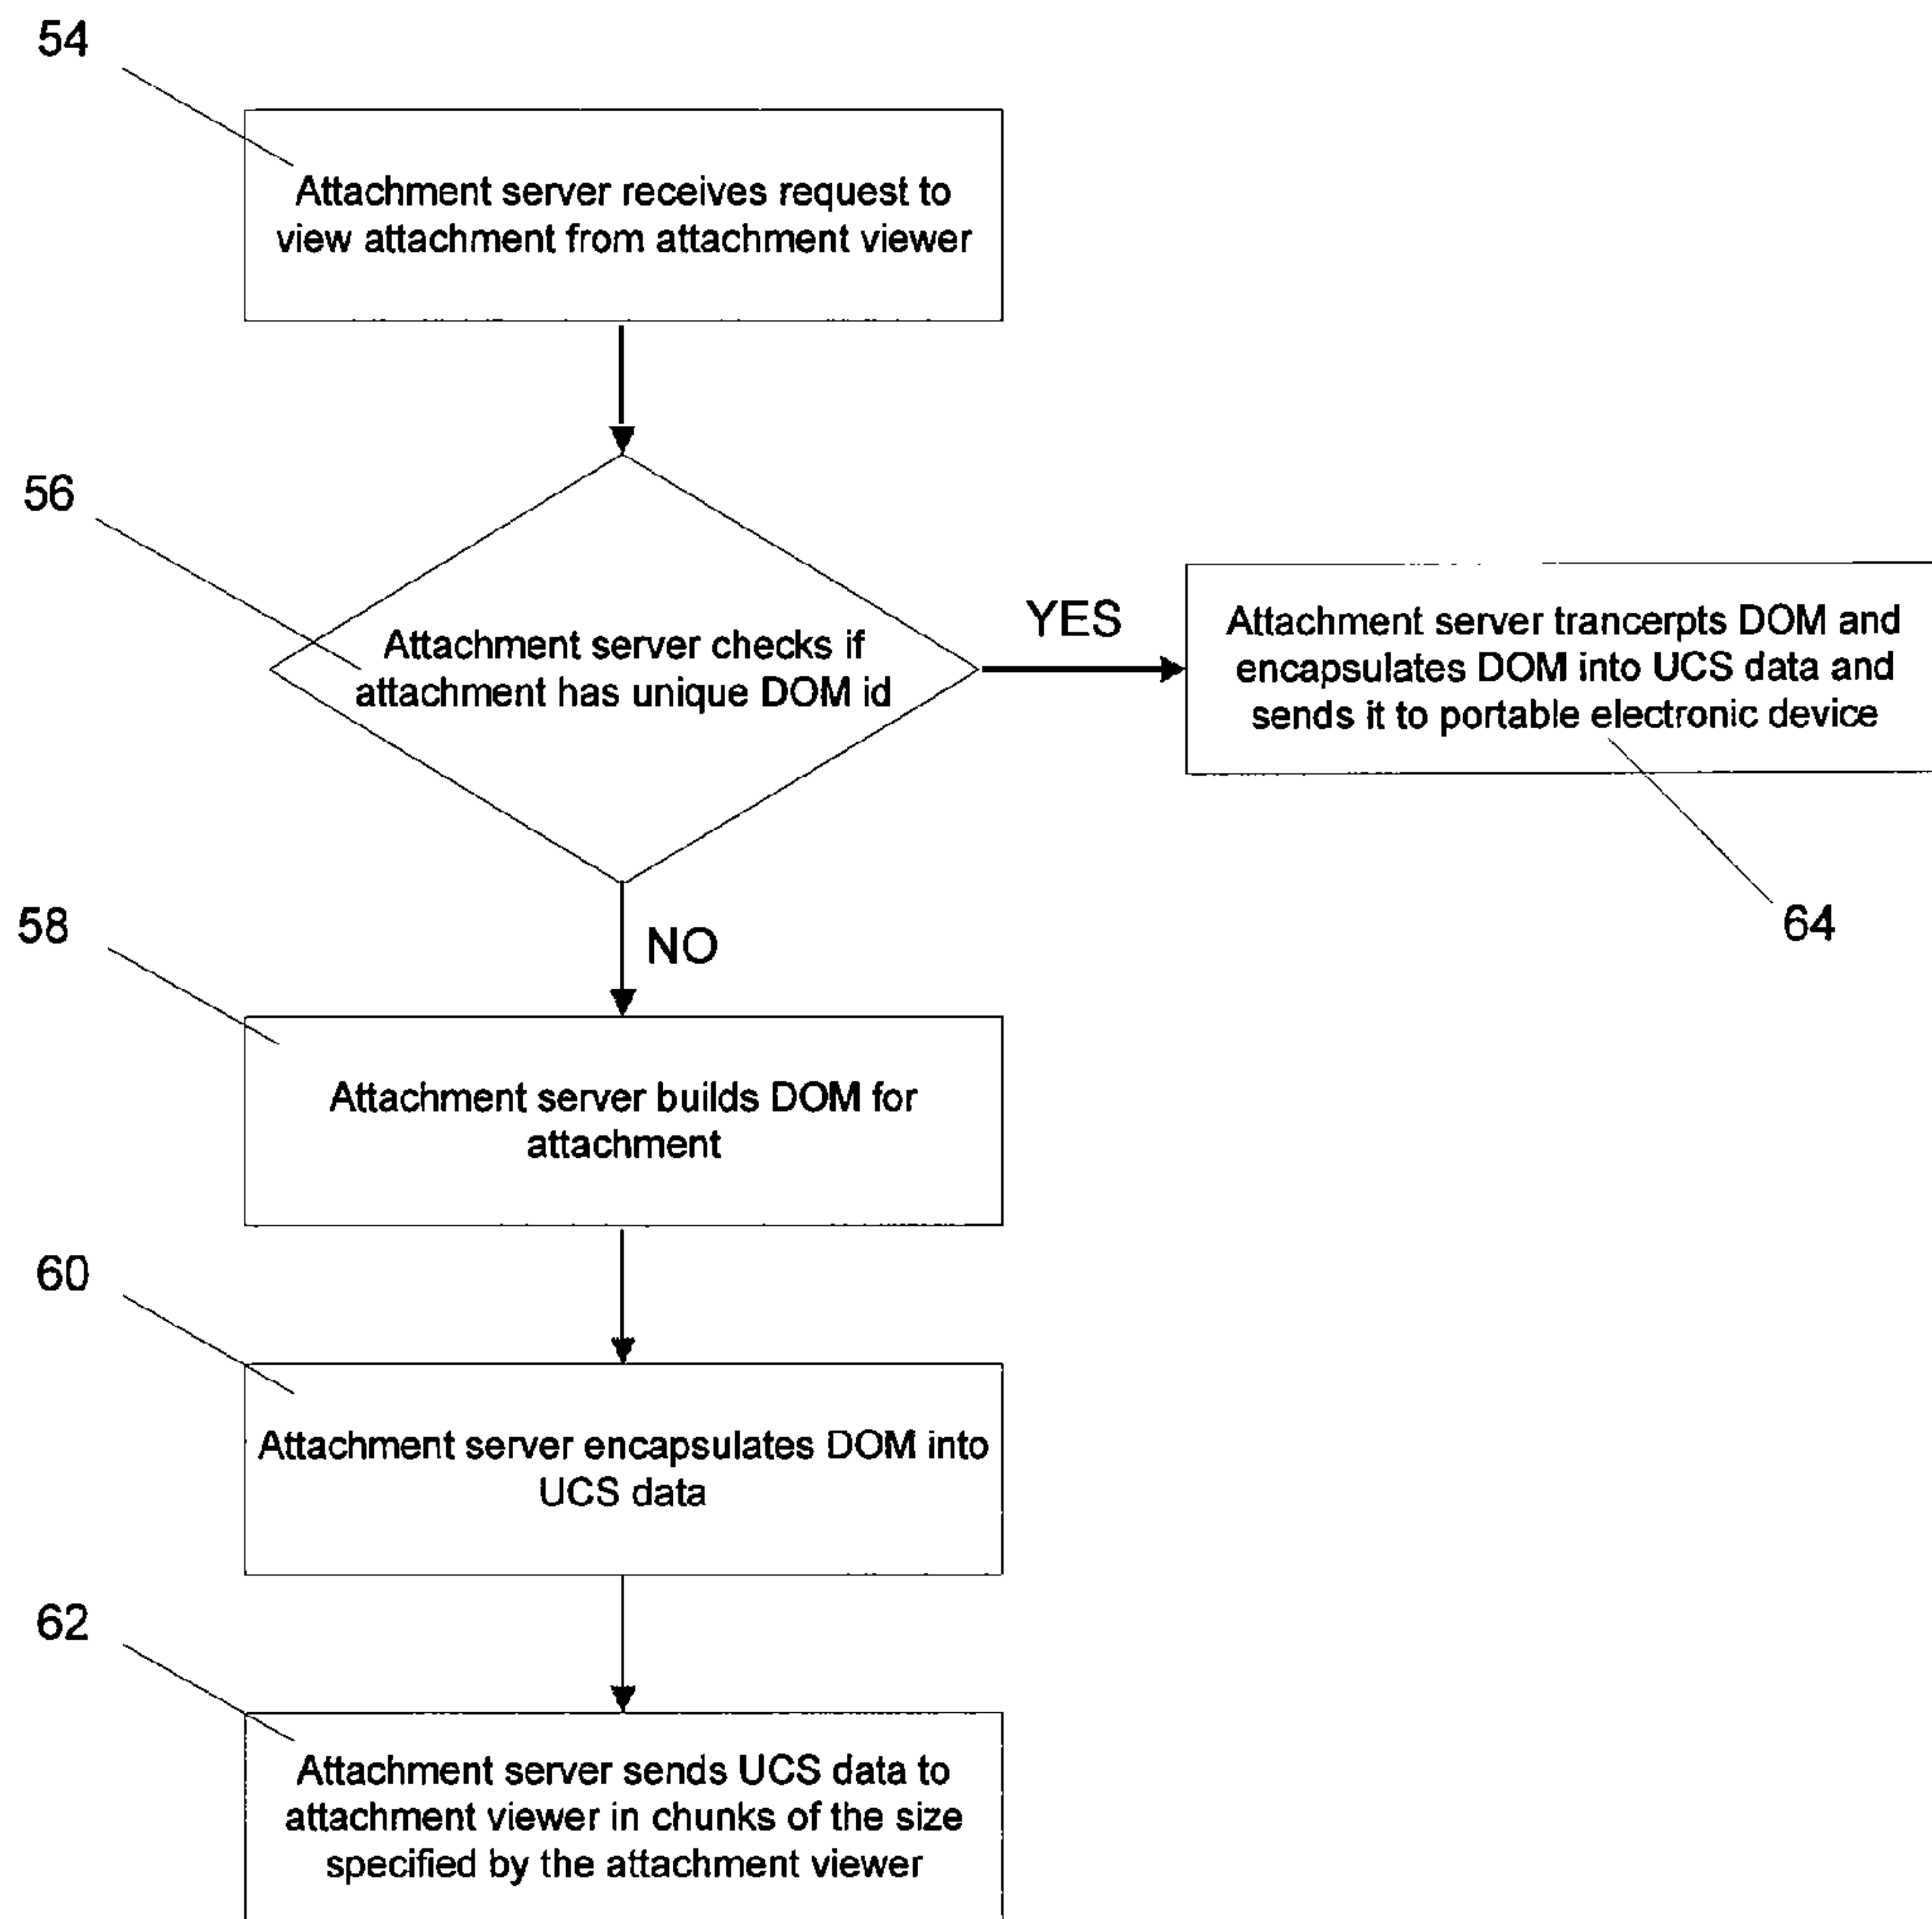 54
Attachment server receives request to
view attachment from attachment viewer
56
Attachment server checks if
attachment has unique DOM id
YES
Attachment server trancerpts DOM and
encapsulates DOM into UCS data and
sends it to portable electronic device
64
NO
58
Attachment server builds DOM for
attachment
60
Attachment server encapsulates DOM into
UCS data
62
Attachment server sends UCS data to
attachment viewer in chunks of the size
specified by the attachment viewer